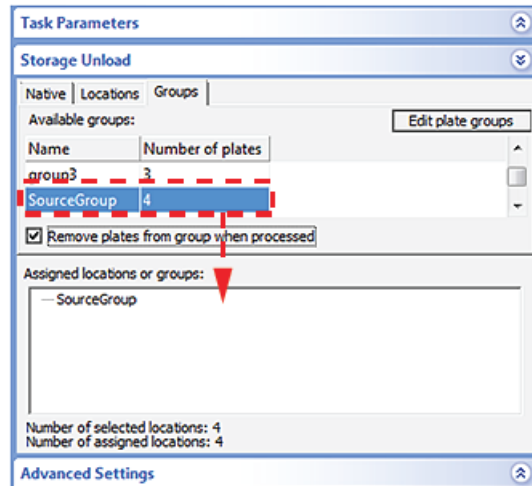 Task Parameters
Storage Unload
Native Locations Groups
Available groups: Edit plate groups
Name Number of plates
group3 3
SourceGroup 4
Remove plates from group when processed
Assigned locations or groups:
SourceGroup
Number of selected locations: 4
Number of assigned locations: 4
Advanced Settings